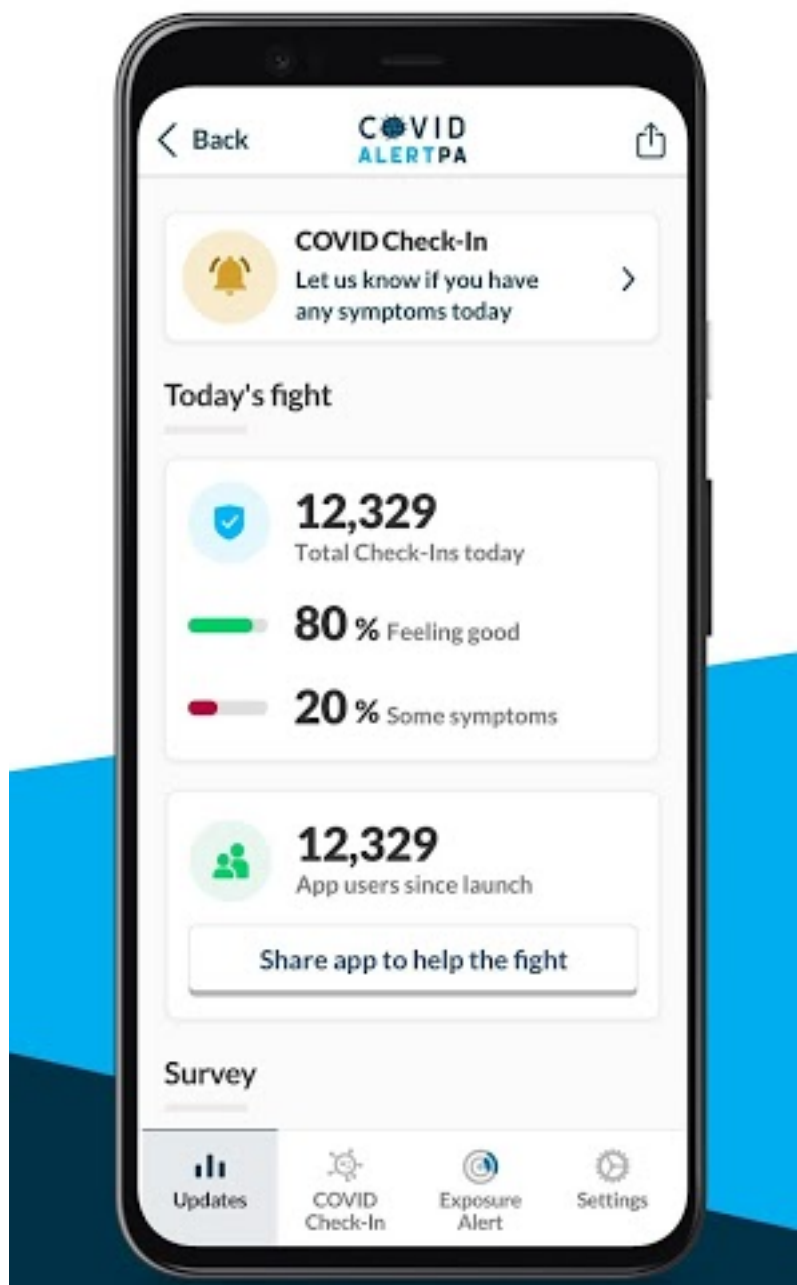 Back
COVID
ALERTPA
COVID Check-In
Let us know if you have
any symptoms today
Today's fight
12,329
Total Check-Ins today
80 % Feeling good
20 % Some symptoms
12,329
App users since launch
Share app to help the fight
Survey
Updates
COVID
Check-In
Exposure
Alert
Settings